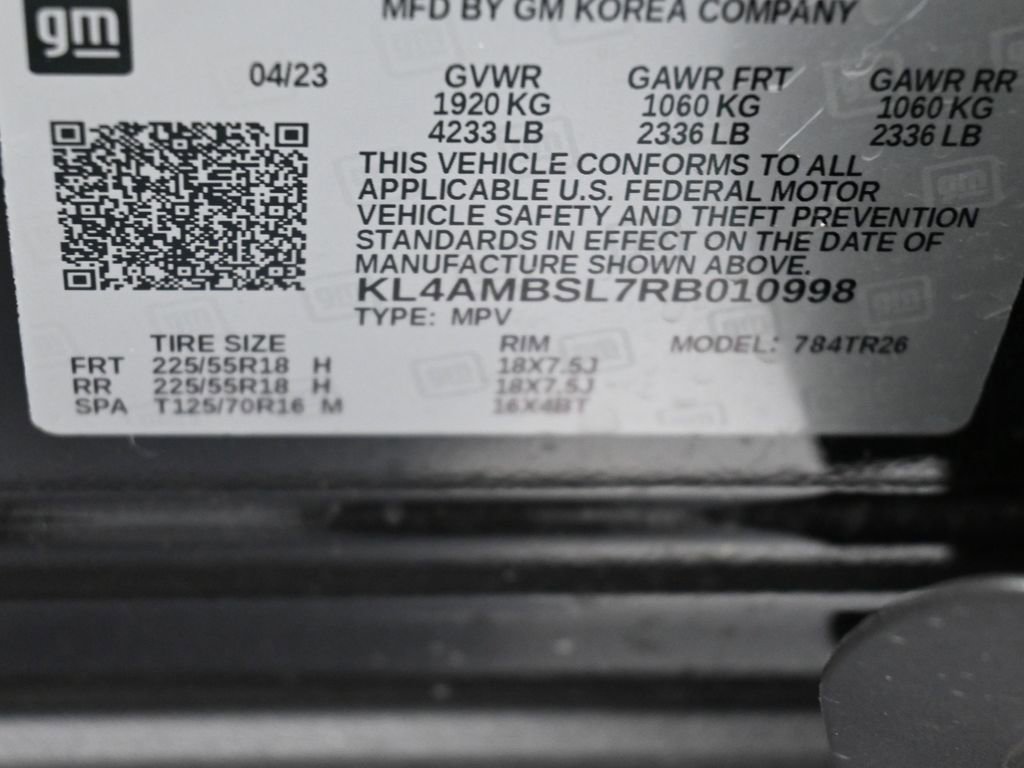 gm
MFD BY GM KOREA COMPANY
04/23
GVWR GAWR FRT GAWR RR
1920 KG 1060 KG 1060 KG
4233 LB 2336 LB 2336 LB
THIS VEHICLE CONFORMS TO ALL
APPLICABLE U.S. FEDERAL MOTOR
VEHICLE SAFETY AND THEFT PREVENTION
STANDARDS IN EFFECT ON THE DATE OF
MANUFACTURE SHOWN ABOVE.
KL4AMBSL7RB010998
TYPE: MPV
TIRE SIZE RIM MODEL: 784TR26
FRT 225/55R18 H 18X7.5J
RR 225/55R18 H 18X7.5J
SPA T125/70R16 M 16X4BT